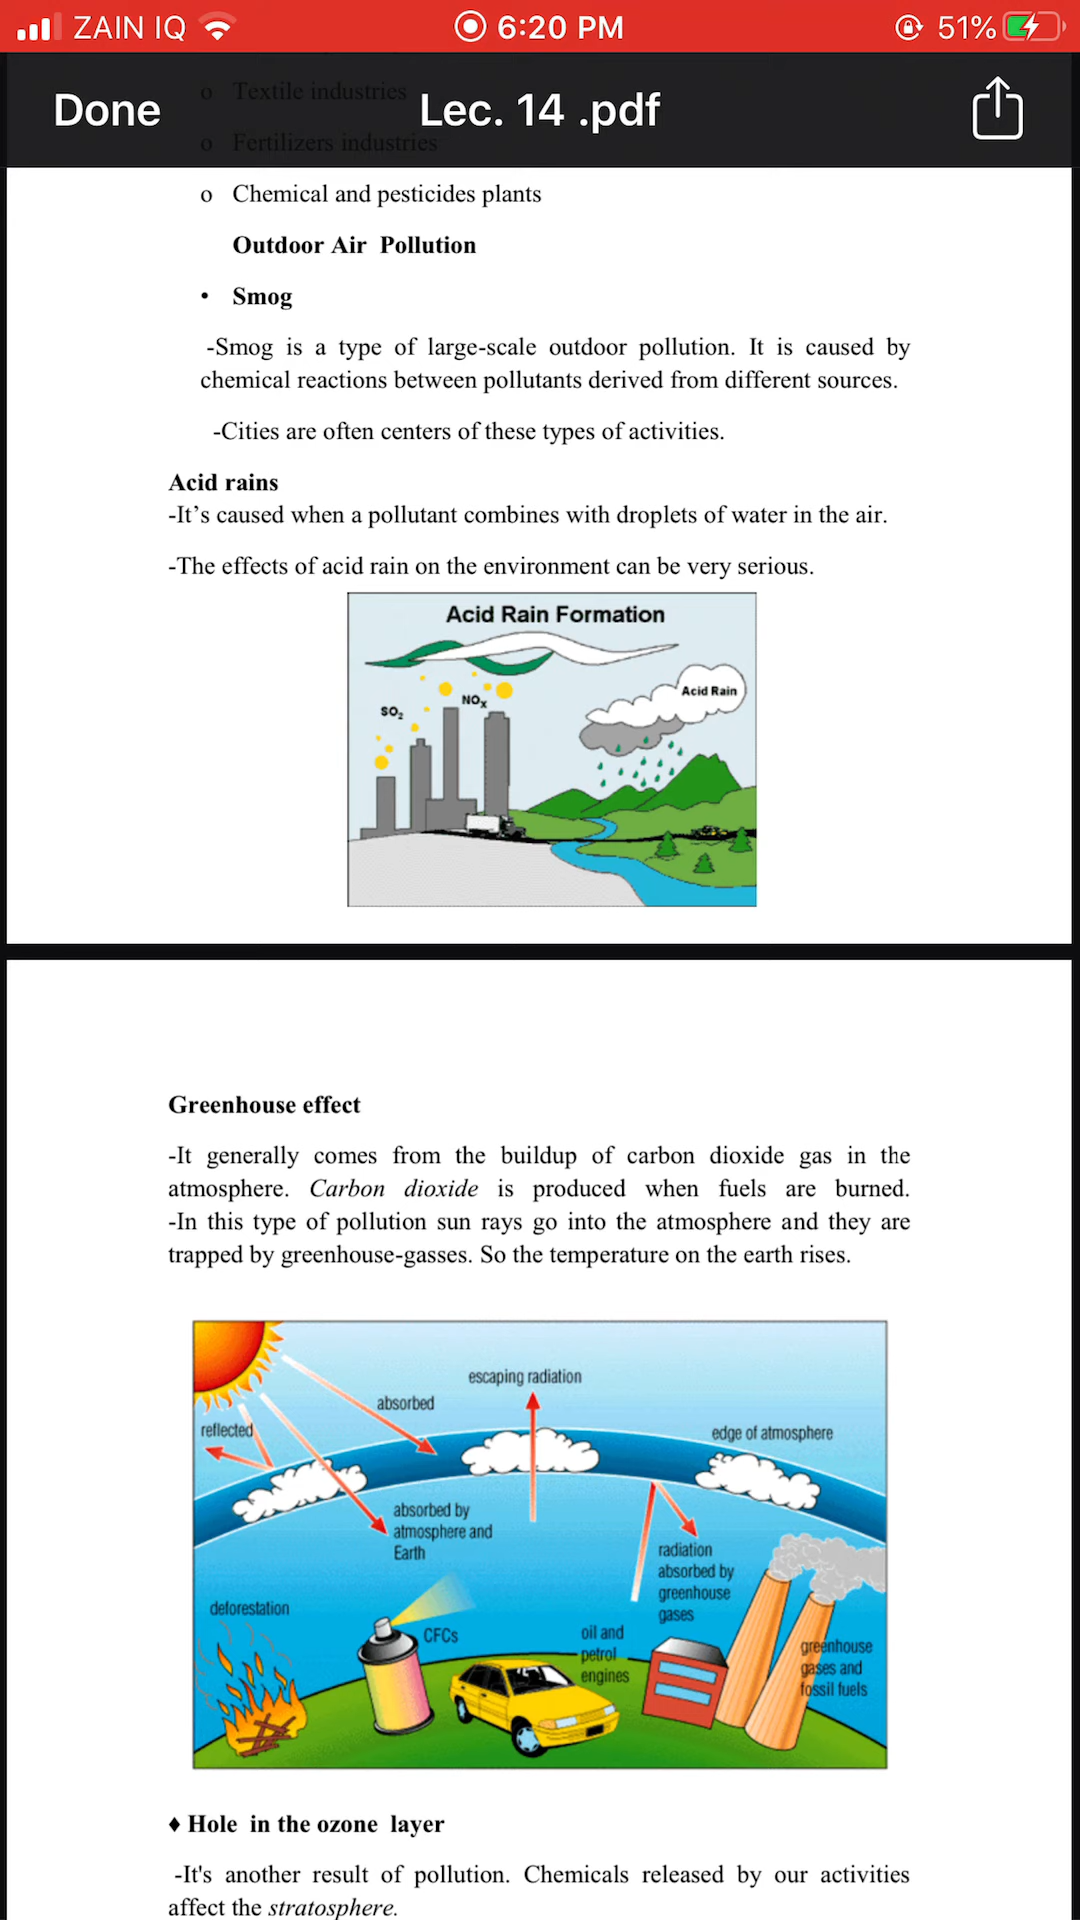 ZAIN IQ 6:20 PM 51%
o Textile industries
Done Lec. 14 .pdf
o Fertilizers industries
o Chemical and pesticides plants
Outdoor Air Pollution
• Smog
-Smog is a type of large-scale outdoor pollution. It is caused by
chemical reactions between pollutants derived from different sources.
-Cities are often centers of these types of activities.
Acid rains
-It’s caused when a pollutant combines with droplets of water in the air.
-The effects of acid rain on the environment can be very serious.
Acid Rain Formation
Acid Rain
NOx
SO2
Greenhouse effect
-It generally comes from the buildup of carbon dioxide gas in the
atmosphere. Carbon dioxide is produced when fuels are burned.
-In this type of pollution sun rays go into the atmosphere and they are
trapped by greenhouse-gasses. So the temperature on the earth rises.
escaping radiation
absorbed
reflected
edge of atmosphere
absorbed by
atmosphere and
Earth
radiation
absorbed by
greenhouse
gases
deforestation
CFCs
oil and
petrol
engines
greenhouse
gases and
fossil fuels
♦ Hole in the ozone layer
-It's another result of pollution. Chemicals released by our activities
affect the stratosphere.